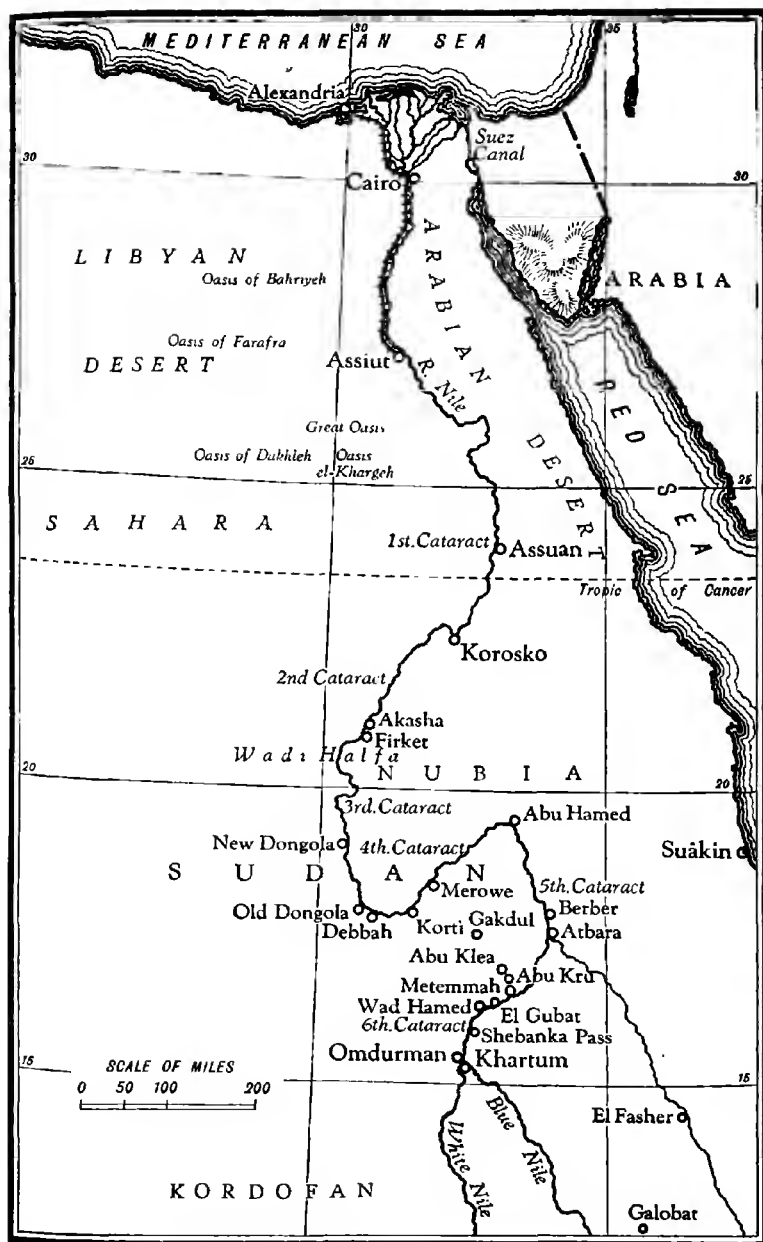 30 35
MEDITERRANEAN SEA
Alexandria
Suez
Canal
30 30
Cairo
LIBYAN
Oasis of Bahriyeh
ARABIA
Oasis of Farafra
DESERT
Assiut
R. Nile
ARABIAN DESERT
RED SEA
Great Oasis
Oasis of Dakhleh Oasis
el-Khargeh
25 25
SAHARA
1st. Cataract Assuan
Tropic of Cancer
Korosko
2nd Cataract
Akasha
Firket
Wadi Halfa
NUBIA
20 20
3rd. Cataract
Abu Hamed
New Dongola 4th. Cataract
Suâkin
SUDAN
Merowe
5th. Cataract
Old Dongola
Berber
Debbah Korti Gakdul
Atbara
Abu Klea
Abu Kru
Metemmah
Wad Hamed
El Gubat
6th. Cataract
Shebanka Pass
Omdurman
Khartum
SCALE OF MILES
15 15
0 50 100 200
El Fasher
Blue Nile
White Nile
KORDOFAN
Galobat